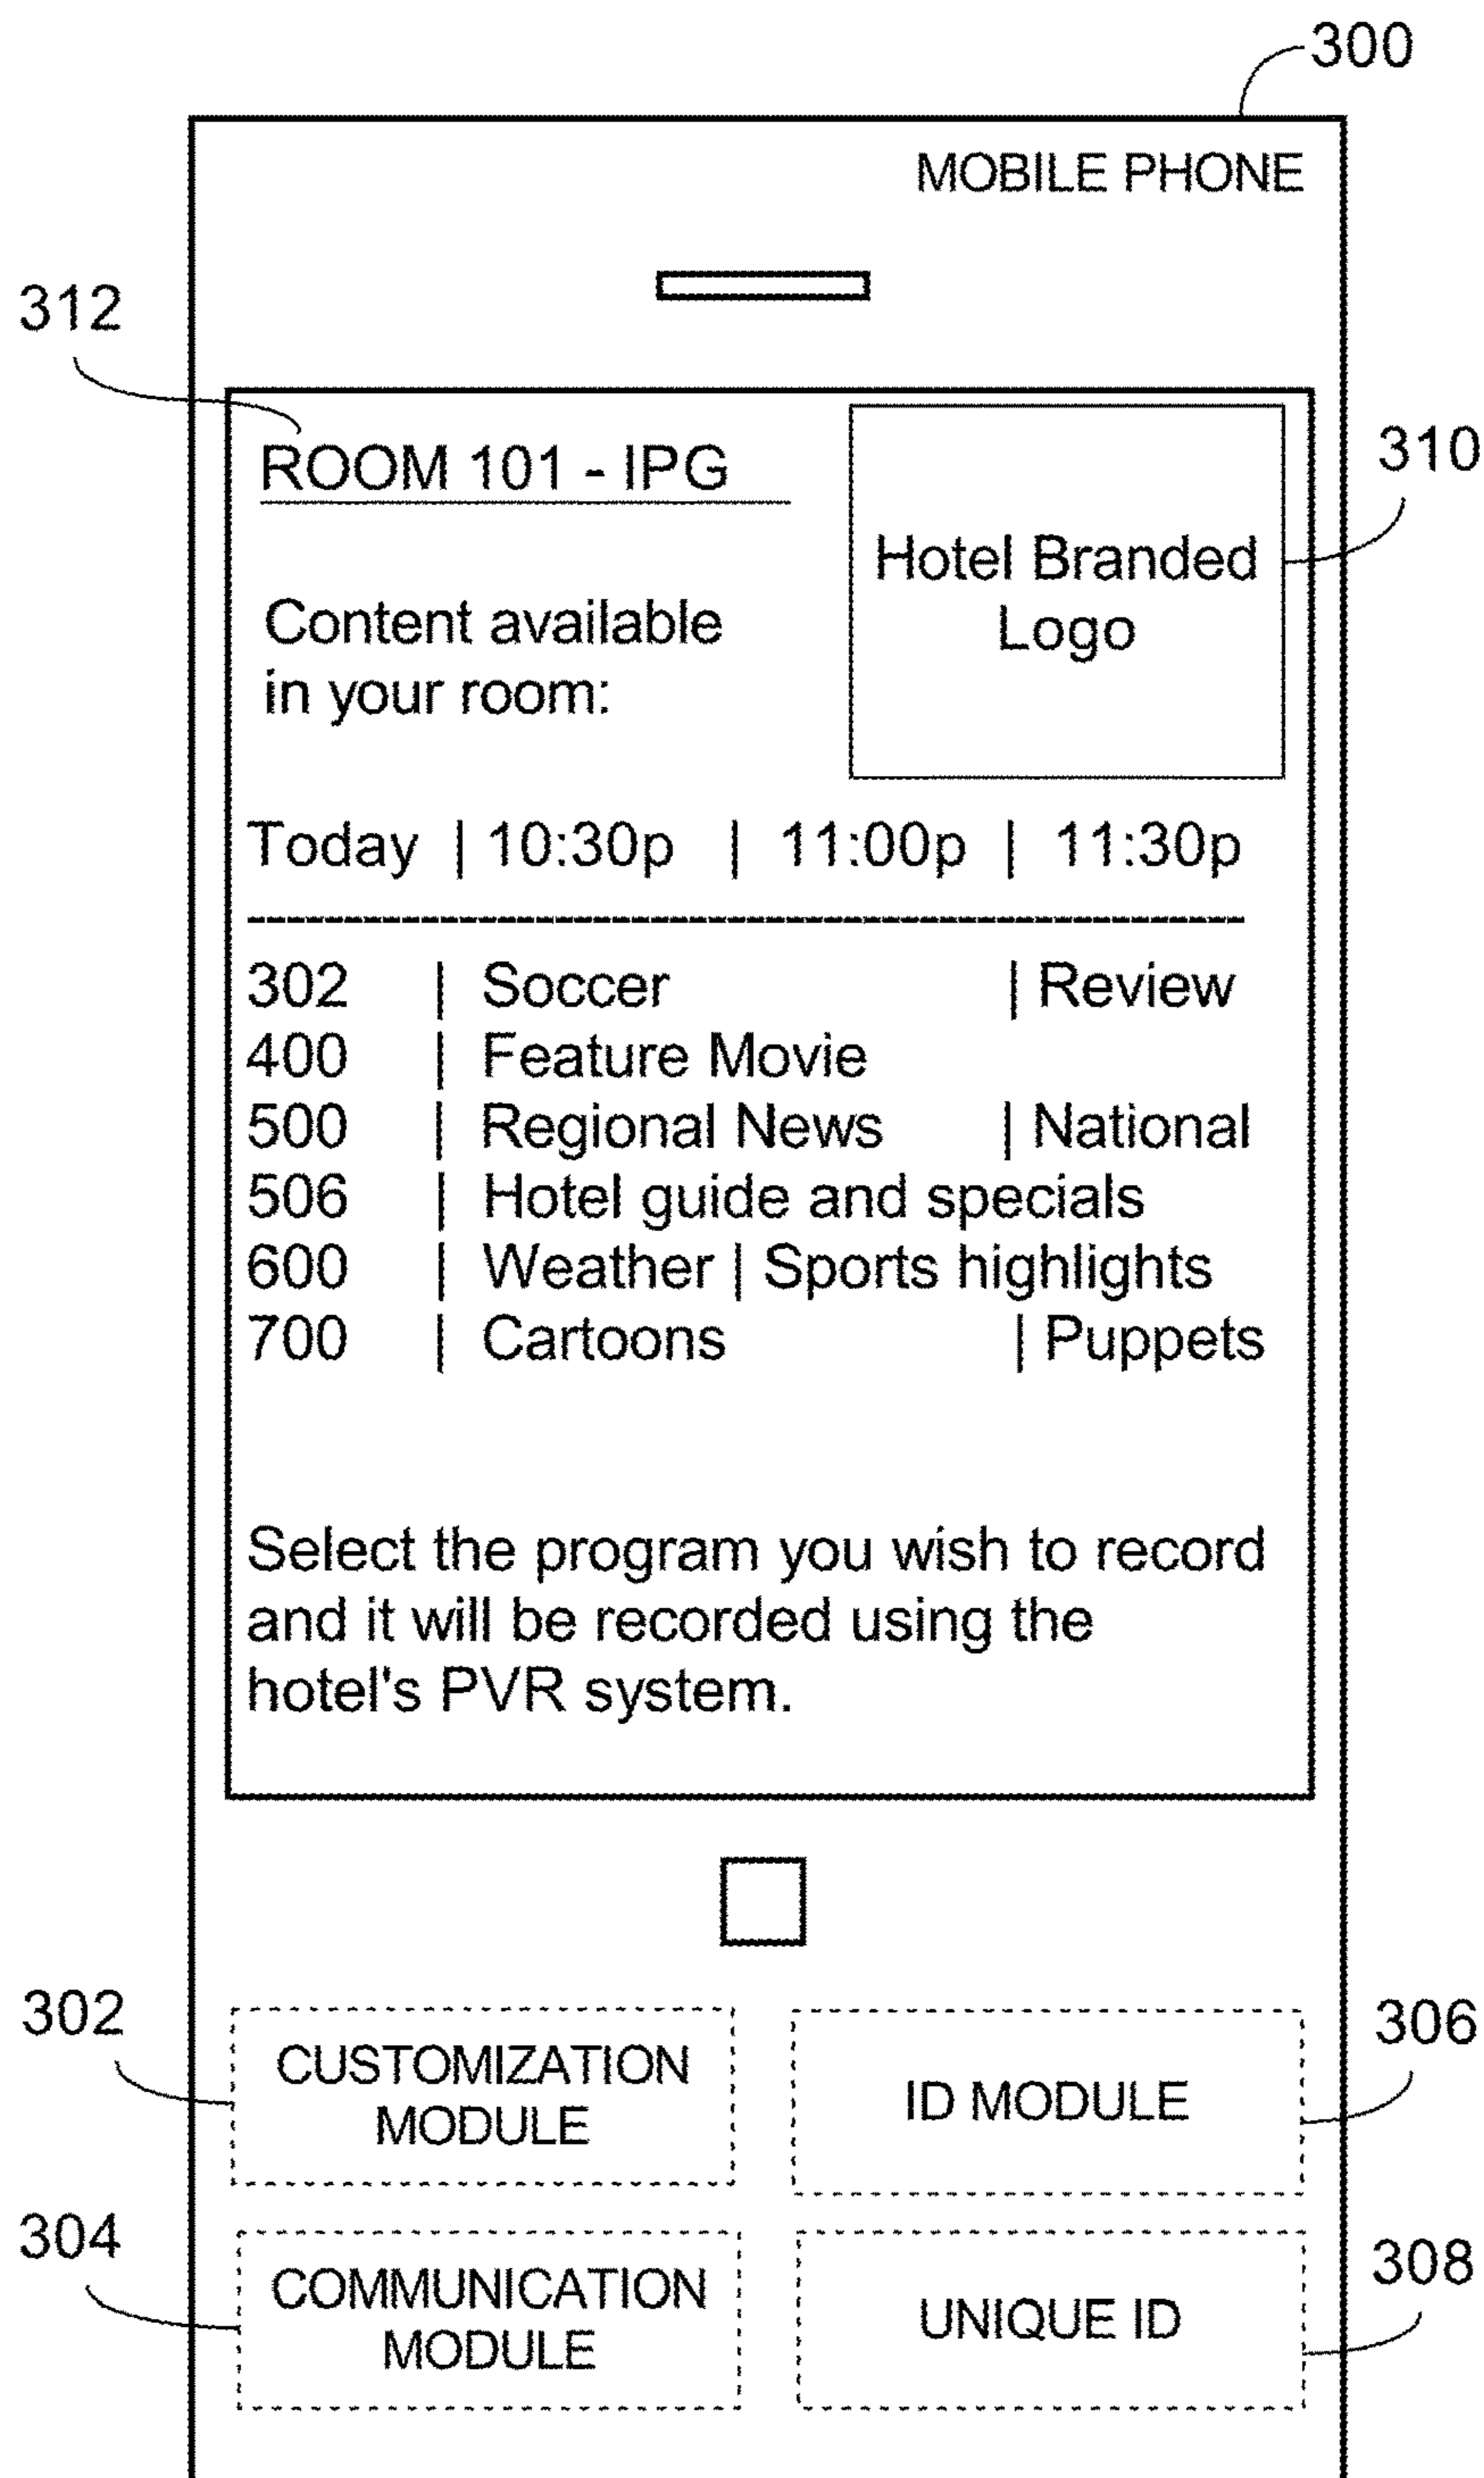 300
MOBILE PHONE
312
ROOM 101 - IPG
310
Hotel Branded
Logo
Content available
in your room:
Today | 10:30p | 11:00p | 11:30p
--------------------------------------------------
302 | Soccer | Review
400 | Feature Movie
500 | Regional News | National
506 | Hotel guide and specials
600 | Weather | Sports highlights
700 | Cartoons | Puppets
Select the program you wish to record
and it will be recorded using the
hotel's PVR system.
302
CUSTOMIZATION
MODULE
306
ID MODULE
304
COMMUNICATION
MODULE
308
UNIQUE ID